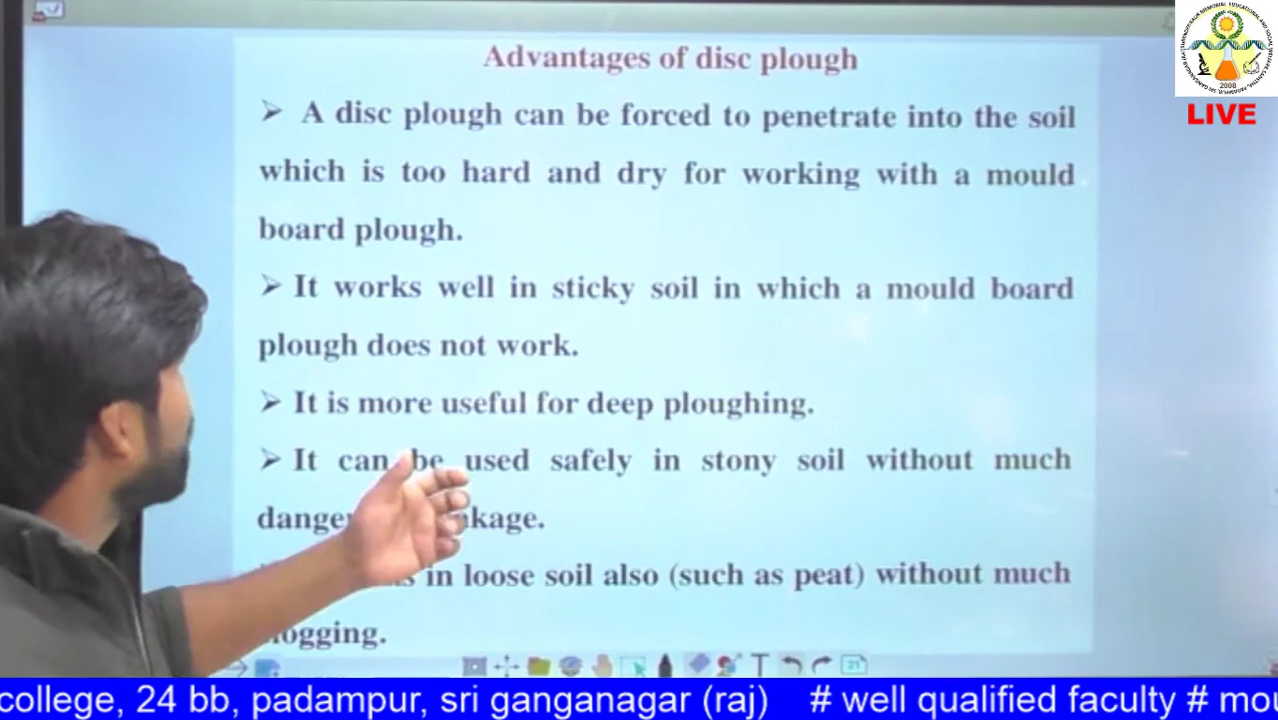 Advantages of disc plough
➢ A disc plough can be forced to penetrate into the soil
which is too hard and dry for working with a mould
board plough.
➢ It works well in sticky soil in which a mould board
plough does not work.
➢ It is more useful for deep ploughing.
➢ It can be used safely in stony soil without much
in loose soil also (such as peat) without much
2008
LIVE
T
21
college, 24 bb, padampur, sri ganganagar (raj) # well qualified faculty # mou